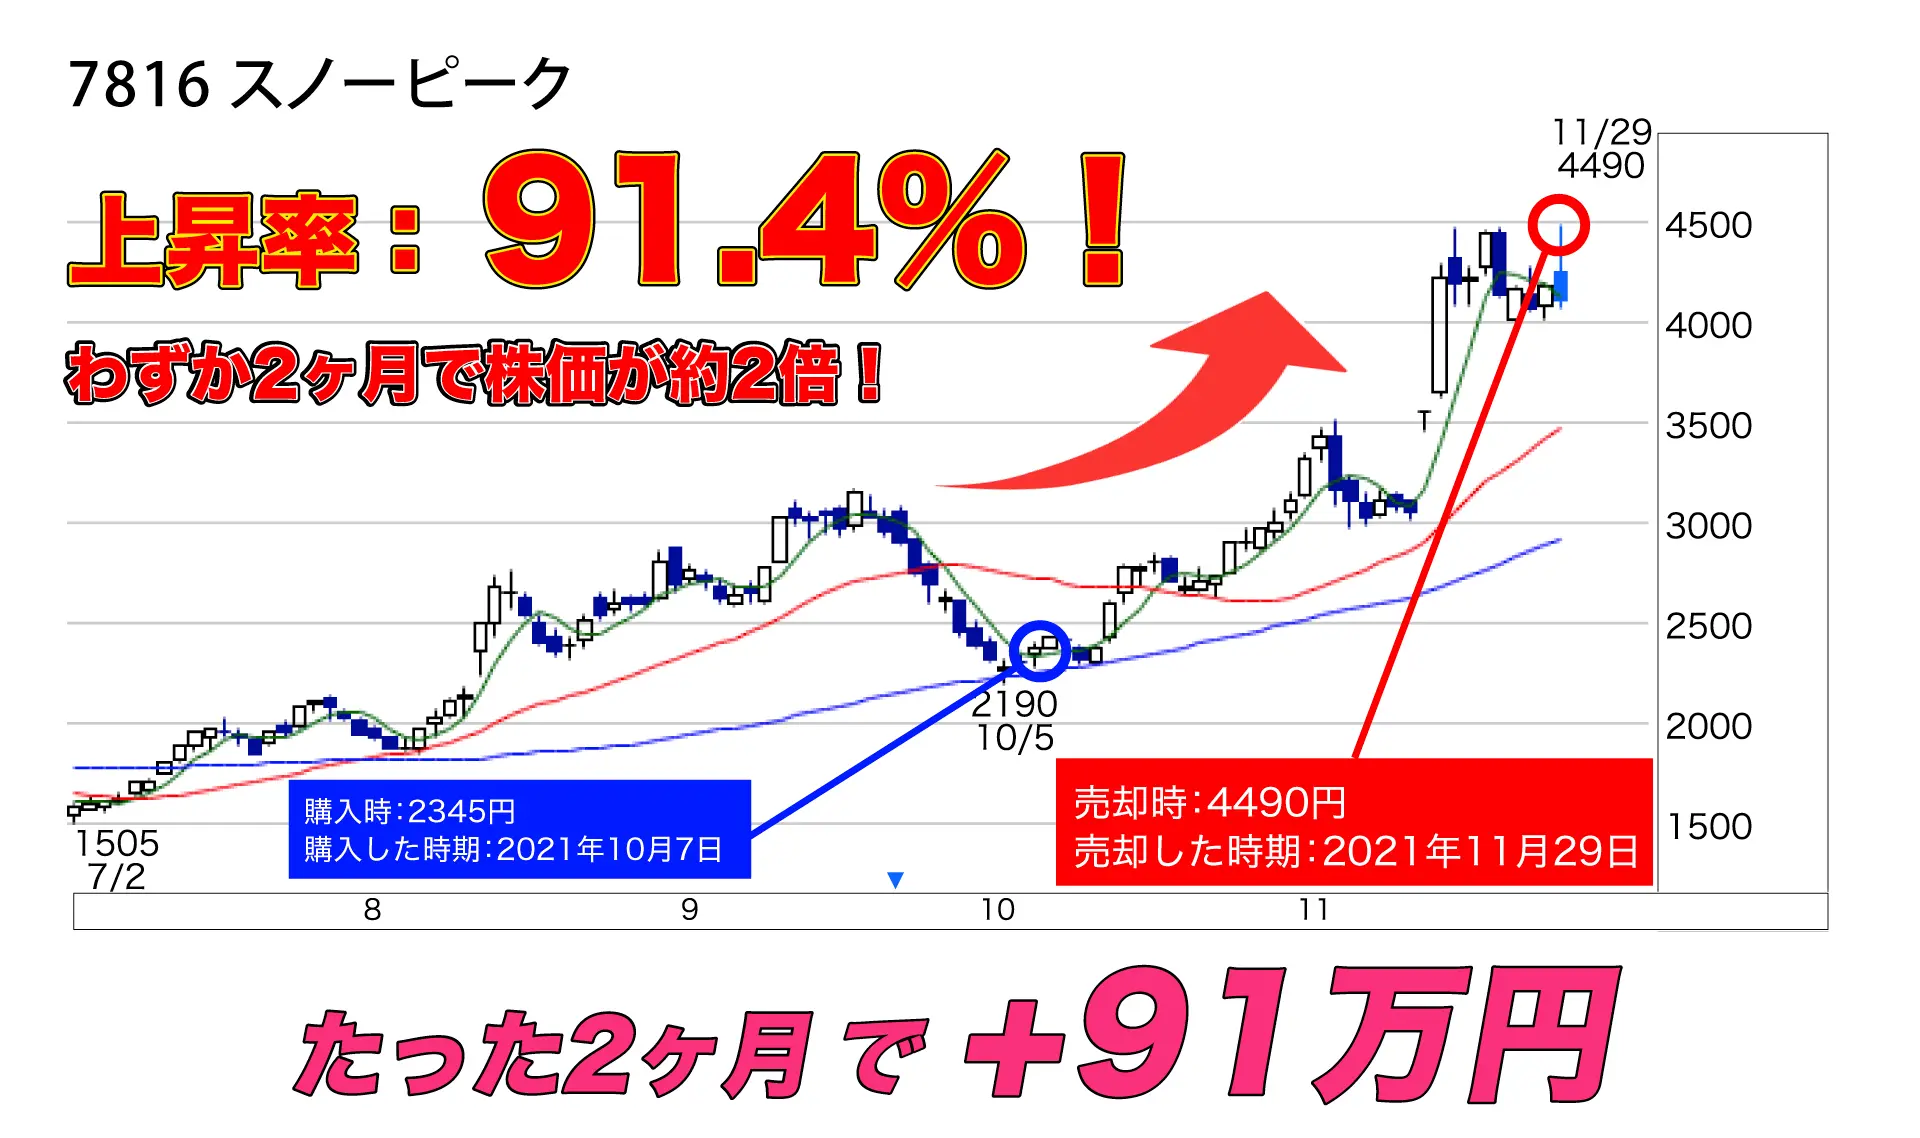 7816 スノーピーク
上昇率：91.4%！
わずか2ヶ月で株価が約2倍！
11/29
4490
4500
4000
3500
3000
2500
2000
1500
2190
10/5
1505
7/2
購入時：2345円
購入した時期：2021年10月7日
売却時：4490円
売却した時期：2021年11月29日
8 9 10 11
たった2ヶ月で+91万円